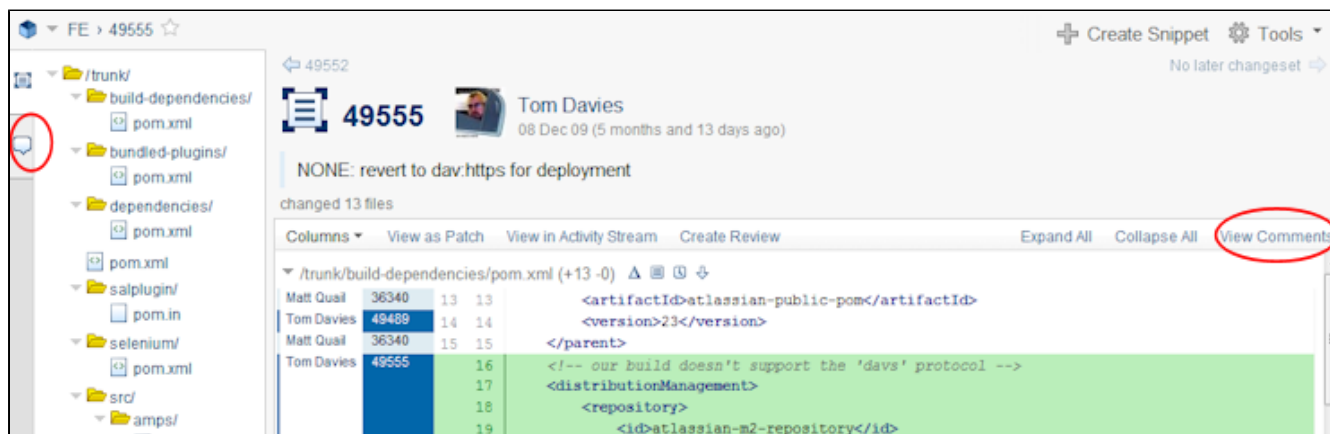 FE › 49555
Create Snippet Tools
/trunk/
build-dependencies/
pom.xml
bundled-plugins/
pom.xml
dependencies/
pom.xml
pom.xml
salplugin/
pom.in
selenium/
pom.xml
src/
amps/
49552
No later changeset
49555
Tom Davies
08 Dec 09 (5 months and 13 days ago)
NONE: revert to dav:https for deployment
changed 13 files
Columns View as Patch View in Activity Stream Create Review Expand All Collapse All View Comments
/trunk/build-dependencies/pom.xml (+13 -0)
Matt Quail 36340 13 13 <artifactId>atlassian-public-pom</artifactId>
Tom Davies 49489 14 14 <version>23</version>
Matt Quail 36340 15 15 </parent>
Tom Davies 49555 16 <!-- our build doesn't support the 'davs' protocol -->
17 <distributionManagement>
18 <repository>
19 <id>atlassian-m2-repository</id>